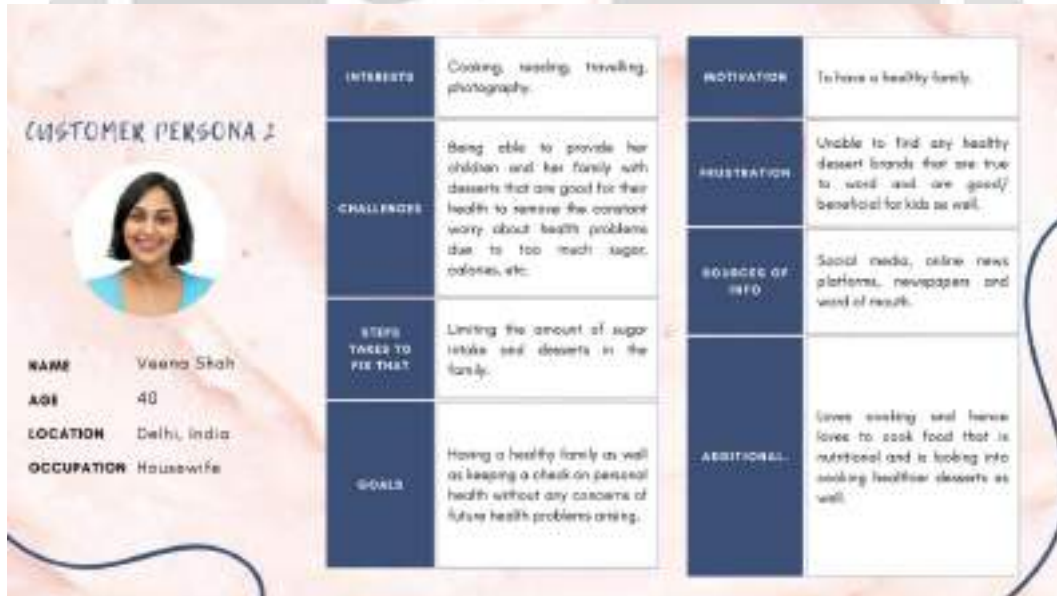 CUSTOMER PERSONA 2
NAME Veena Shah
AGE 40
LOCATION Delhi, India
OCCUPATION Housewife
INTERESTS
Cooking, reading, travelling,
photography.
CHALLENGES
Being able to provide her
children and her family with
desserts that are good for their
health to remove the constant
worry about health problems
due to too much sugar,
calories, etc.
STEPS
TAKES TO
FIX THAT
Limiting the amount of sugar
intake and desserts in the
family.
GOALS
Having a healthy family as well
as keeping a check on personal
health without any concerns of
future health problems arising.
MOTIVATION
To have a healthy family.
FRUSTRATION
Unable to find any healthy
dessert brands that are true
to word and are good/
beneficial for kids as well.
SOURCES OF
INFO
Social media, online news
platforms, newspapers and
word of mouth.
ADDITIONAL
Loves cooking and hence
loves to cook food that is
nutritional and is looking into
cooking healthier desserts as
well.